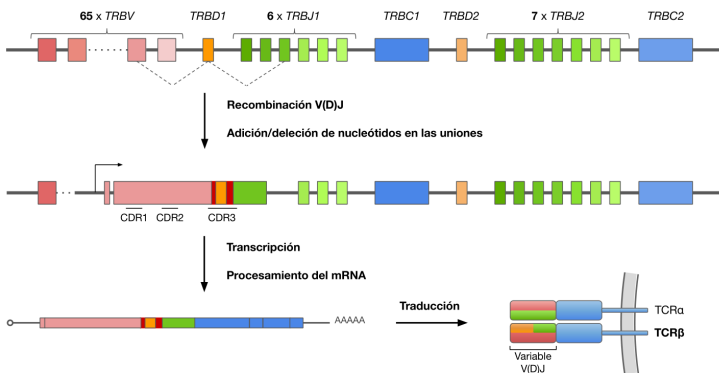 65 x TRBV TRBD1 6 x TRBJ1 TRBC1 TRBD2 7 x TRBJ2 TRBC2
Recombinación V(D)J
Adición/deleción de nucleótidos en las uniones
CDR1 CDR2 CDR3
Transcripción
Procesamiento del mRNA
AAAAA
Traducción
TCRα
TCRβ
Variable
V(D)J